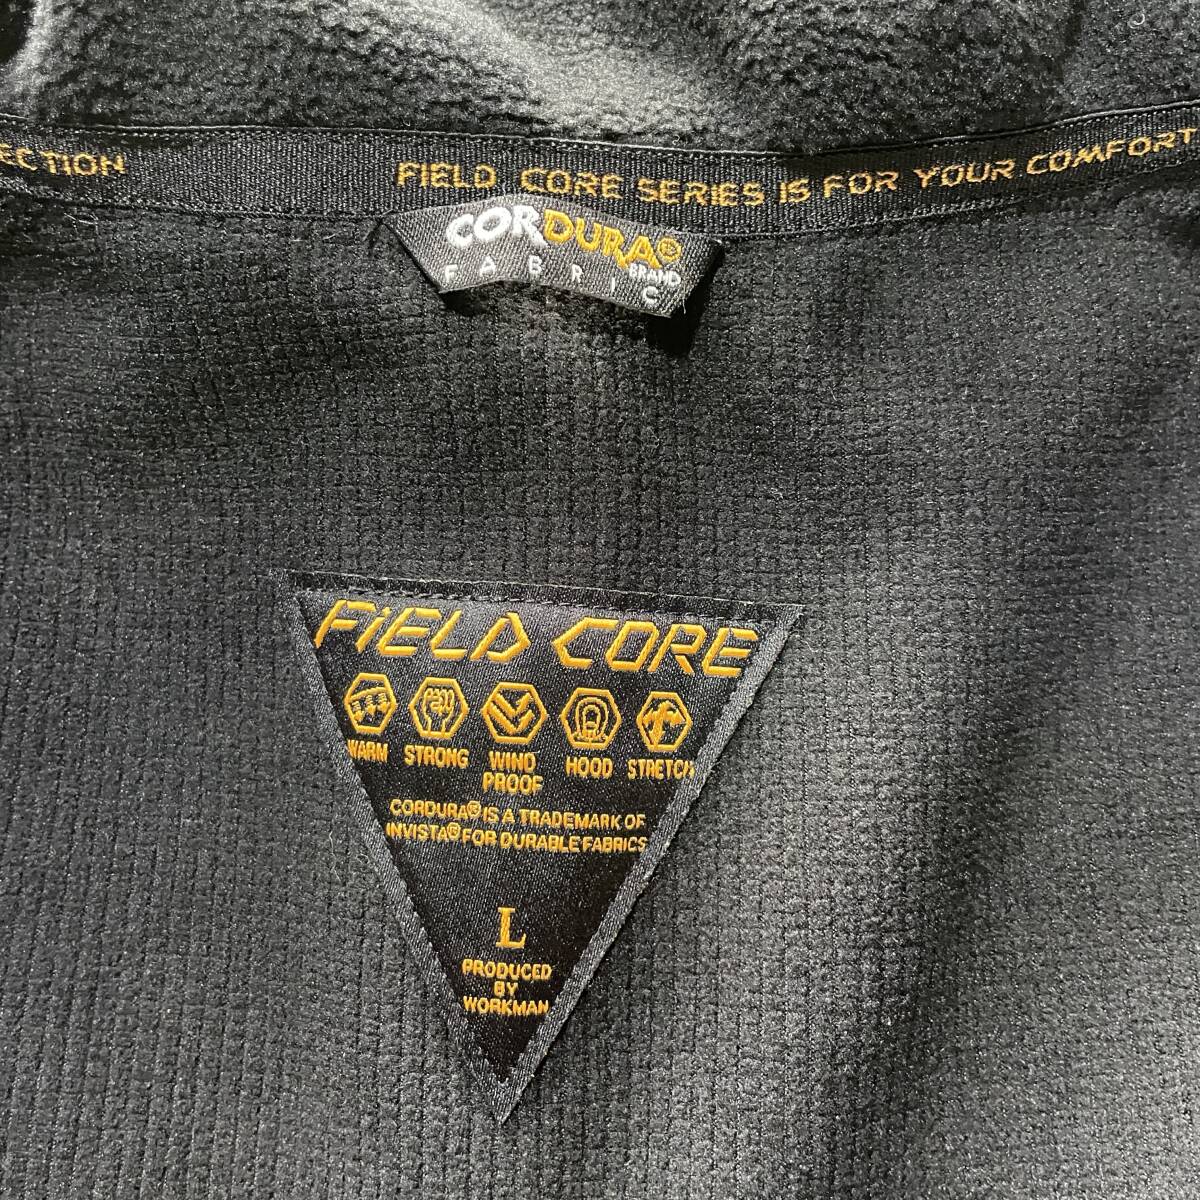 ECTION
FIELD CORE SERIES IS FOR YOUR COMFORT
CORDURA®
BRAND
FABRIC
FiELD CORE
WARM STRONG WIND PROOF HOOD STRETCH
CORDURA® IS A TRADEMARK OF
INVISTA® FOR DURABLE FABRICS
L
PRODUCED
BY
WORKMAN